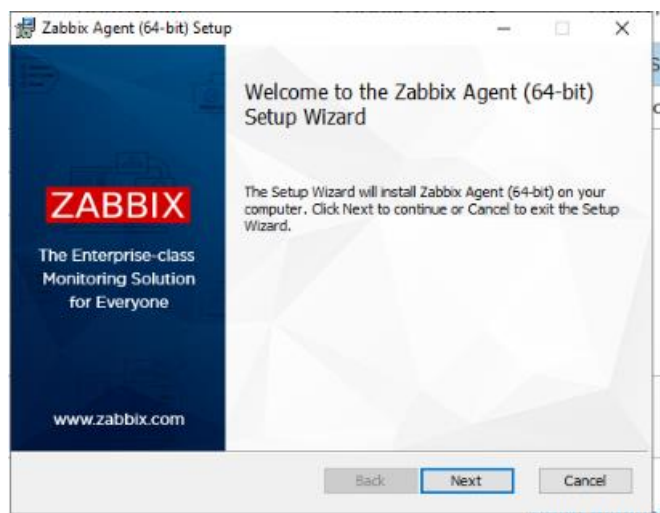 Zabbix Agent (64-bit) Setup
Welcome to the Zabbix Agent (64-bit)
Setup Wizard
The Setup Wizard will install Zabbix Agent (64-bit) on your
computer. Click Next to continue or Cancel to exit the Setup
Wizard.
ZABBIX
The Enterprise-class
Monitoring Solution
for Everyone
www.zabbix.com
Back Next Cancel